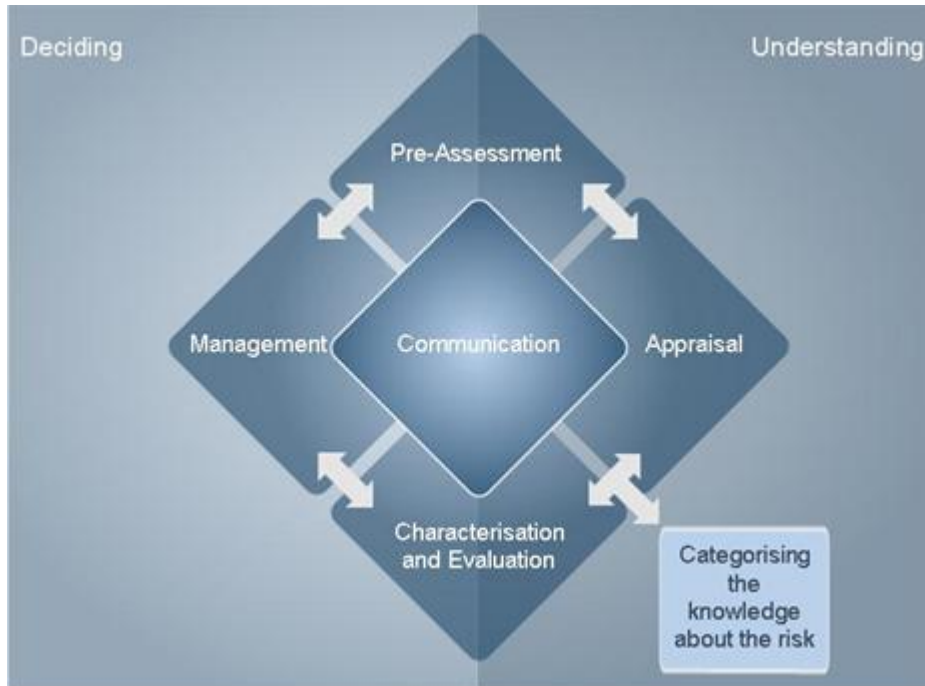 Deciding
Understanding
Pre-Assessment
Management
Communication
Appraisal
Characterisation
and Evaluation
Categorising
the
knowledge
about the risk